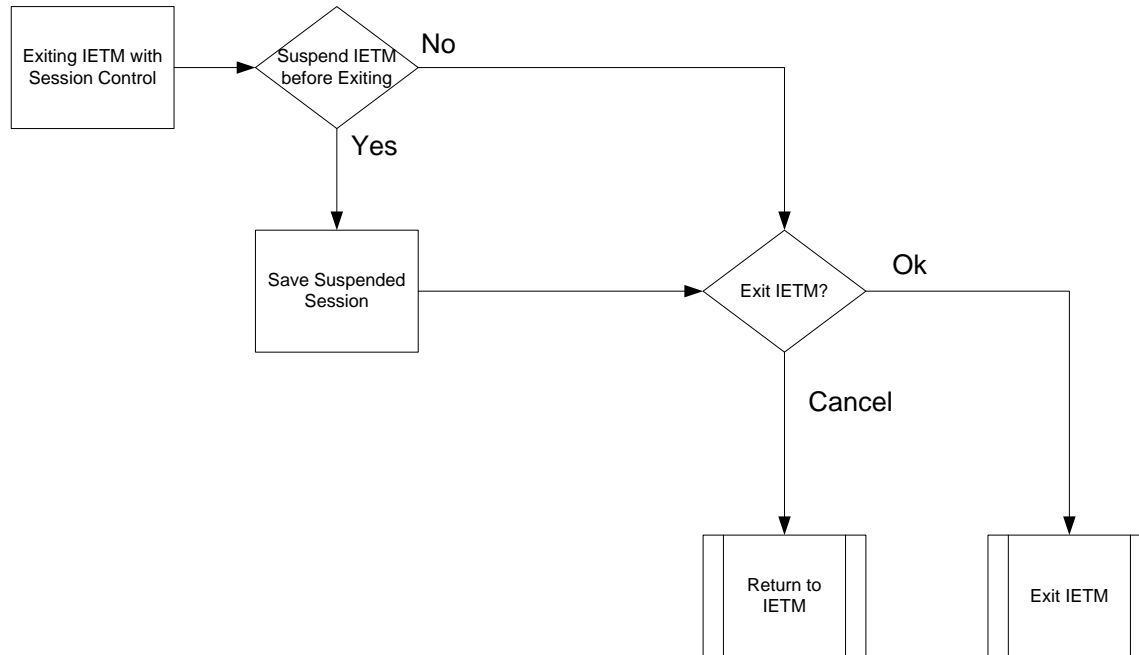 Exiting IETM with
Session Control
Suspend IETM
before Exiting
No
Yes
Save Suspended
Session
Exit IETM?
Ok
Cancel
Return to
IETM
Exit IETM